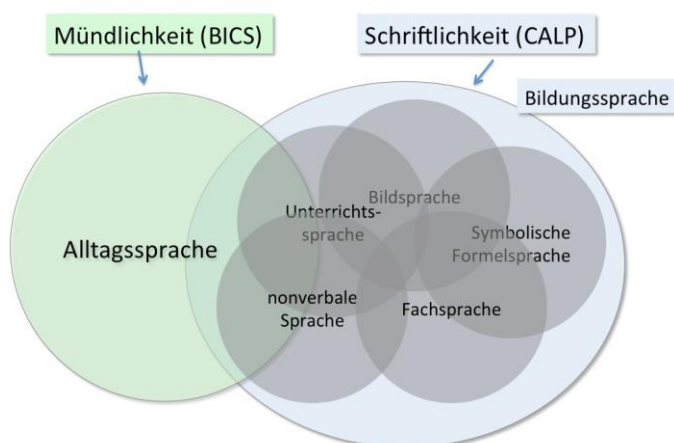 Mündlichkeit (BICS)
Schriftlichkeit (CALP)
Bildungssprache
Alltagssprache
Unterrichts-
sprache
Bildsprache
Symbolische
Formelsprache
nonverbale
Sprache
Fachsprache